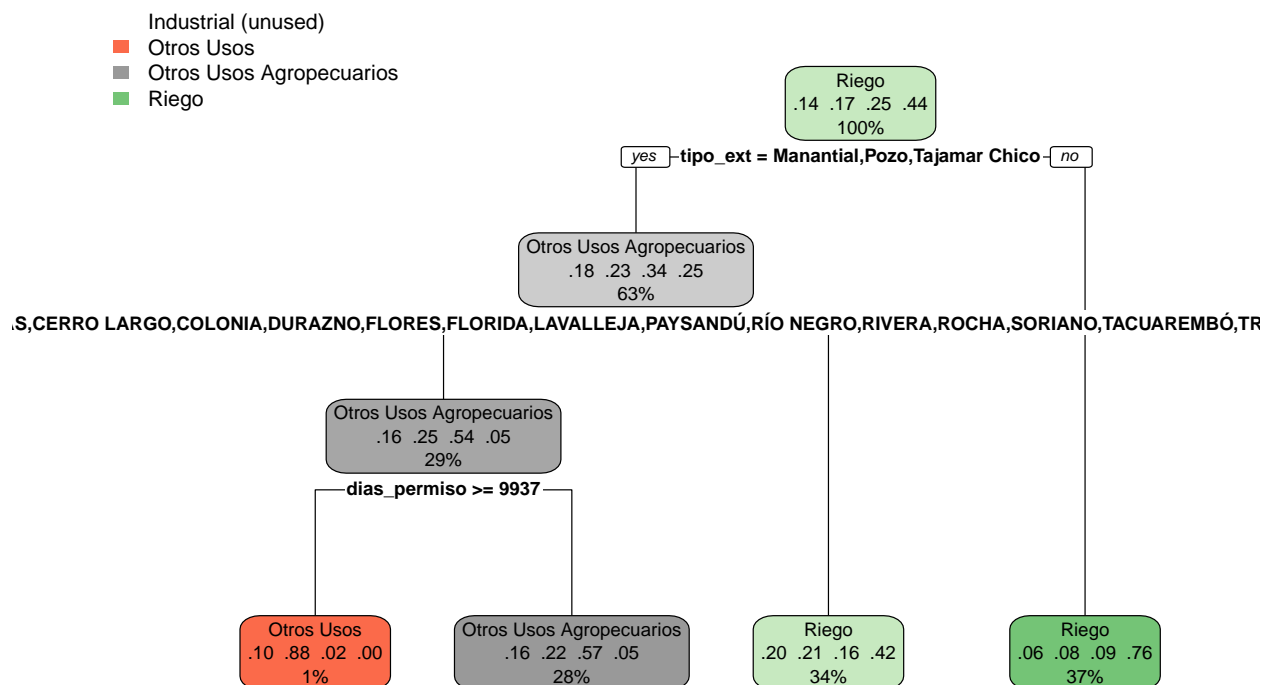 Industrial (unused)
Otros Usos
Otros Usos Agropecuarios
Riego
Riego
.14 .17 .25 .44
100%
yes tipo_ext = Manantial,Pozo,Tajamar Chico no
Otros Usos Agropecuarios
.18 .23 .34 .25
63%
S,CERRO LARGO,COLONIA,DURAZNO,FLORES,FLORIDA,LAVALLEJA,PAYSANDÚ,RÍO NEGRO,RIVERA,ROCHA,SORIANO,TACUAREMBÓ,TR
Otros Usos Agropecuarios
.16 .25 .54 .05
29%
dias_permiso >= 9937
Otros Usos
.10 .88 .02 .00
1%
Otros Usos Agropecuarios
.16 .22 .57 .05
28%
Riego
.20 .21 .16 .42
34%
Riego
.06 .08 .09 .76
37%